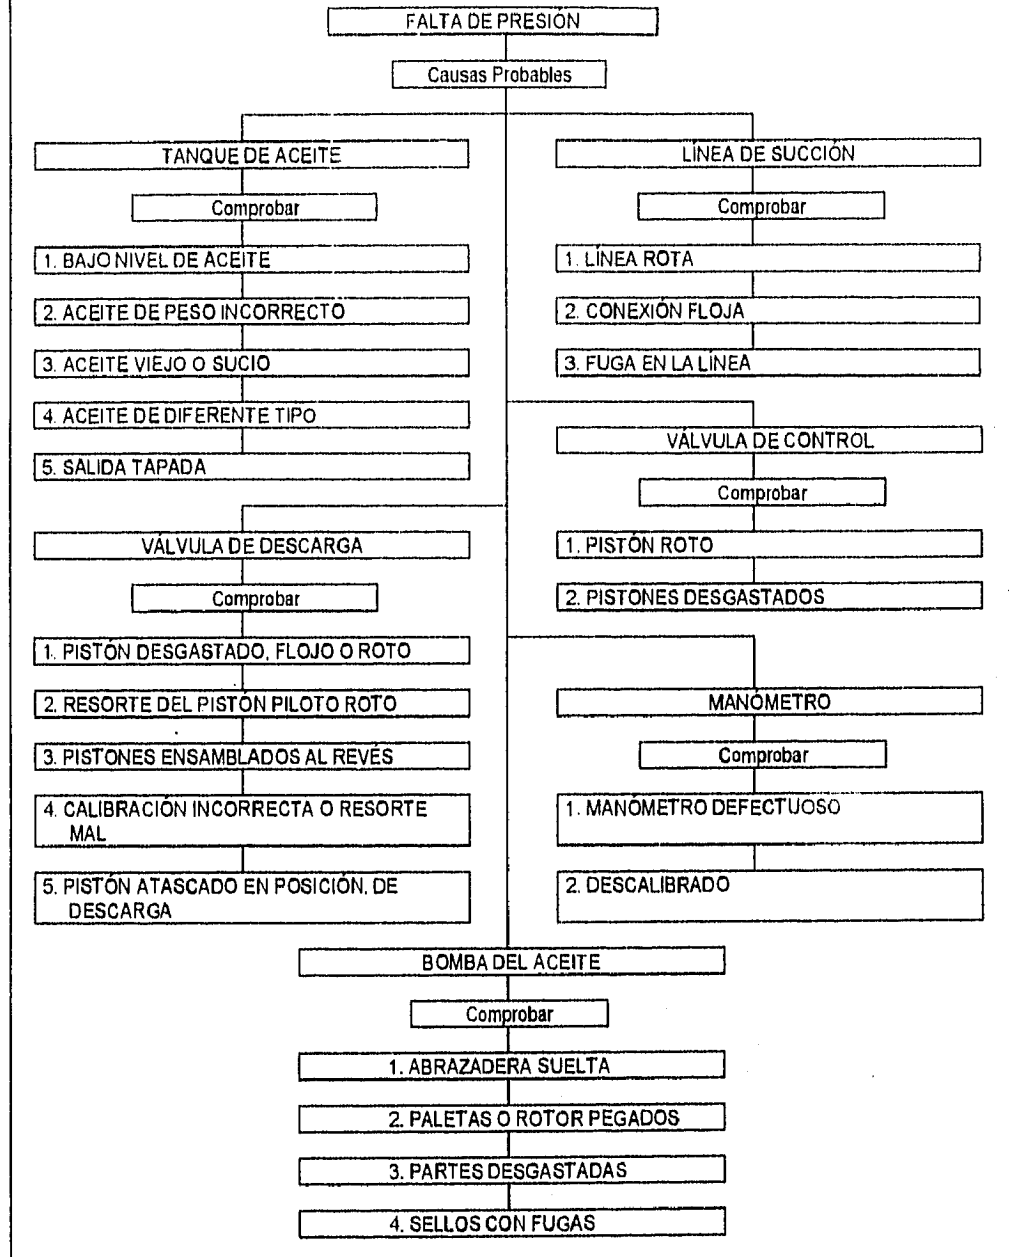 FALTA DE PRESIÓN
Causas Probables
TANQUE DE ACEITE
Comprobar
1. BAJO NIVEL DE ACEITE
2. ACEITE DE PESO INCORRECTO
3. ACEITE VIEJO O SUCIO
4. ACEITE DE DIFERENTE TIPO
5. SALIDA TAPADA
LÍNEA DE SUCCIÓN
Comprobar
1. LÍNEA ROTA
2. CONEXIÓN FLOJA
3. FUGA EN LA LÍNEA
VÁLVULA DE CONTROL
Comprobar
1. PISTÓN ROTO
2. PISTONES DESGASTADOS
VÁLVULA DE DESCARGA
Comprobar
1. PISTÓN DESGASTADO, FLOJO O ROTO
2. RESORTE DEL PISTÓN PILOTO ROTO
3. PISTONES ENSAMBLADOS AL REVÉS
4. CALIBRACIÓN INCORRECTA O RESORTE
MAL
5. PISTÓN ATASCADO EN POSICIÓN. DE
DESCARGA
MANÓMETRO
Comprobar
1. MANÓMETRO DEFECTUOSO
2. DESCALIBRADO
BOMBA DEL ACEITE
Comprobar
1. ABRAZADERA SUELTA
2. PALETAS O ROTOR PEGADOS
3. PARTES DESGASTADAS
4. SELLOS CON FUGAS